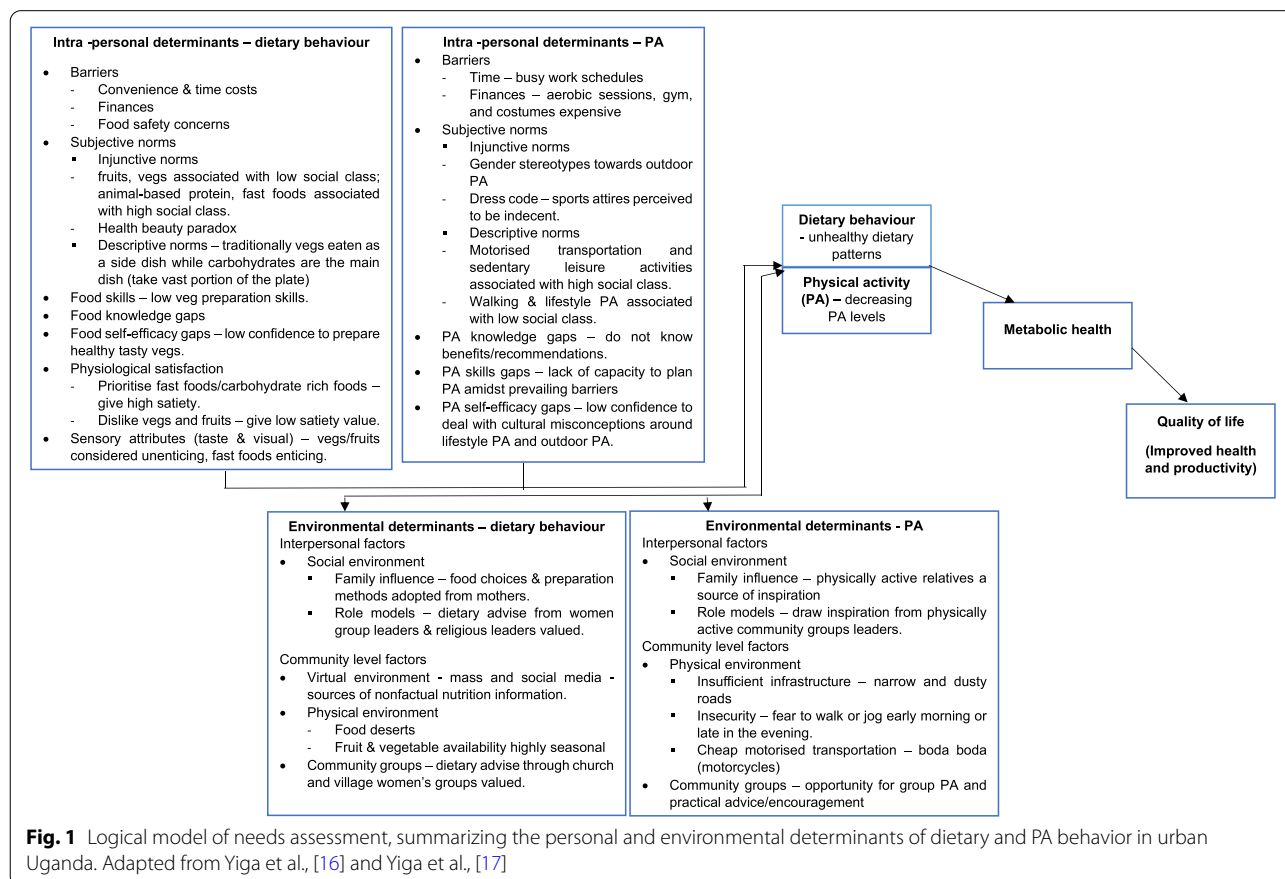 Intra -personal determinants – dietary behaviour
• Barriers
- Convenience & time costs
- Finances
- Food safety concerns
• Subjective norms
▪ Injunctive norms
- fruits, vegs associated with low social class;
animal-based protein, fast foods associated
with high social class.
- Health beauty paradox
▪ Descriptive norms – traditionally vegs eaten as
a side dish while carbohydrates are the main
dish (take vast portion of the plate)
• Food skills – low veg preparation skills.
• Food knowledge gaps
• Food self-efficacy gaps – low confidence to prepare
healthy tasty vegs.
• Physiological satisfaction
- Prioritise fast foods/carbohydrate rich foods –
give high satiety.
- Dislike vegs and fruits – give low satiety value.
• Sensory attributes (taste & visual) – vegs/fruits
considered unenticing, fast foods enticing.
Intra -personal determinants – PA
• Barriers
- Time – busy work schedules
- Finances – aerobic sessions, gym,
and costumes expensive
• Subjective norms
▪ Injunctive norms
- Gender stereotypes towards outdoor
PA
- Dress code – sports attires perceived
to be indecent.
▪ Descriptive norms
- Motorised transportation and
sedentary leisure activities
associated with high social class.
- Walking & lifestyle PA associated
with low social class.
• PA knowledge gaps – do not know
benefits/recommendations.
• PA skills gaps – lack of capacity to plan
PA amidst prevailing barriers
• PA self-efficacy gaps – low confidence to
deal with cultural misconceptions around
lifestyle PA and outdoor PA.
Dietary behaviour
- unhealthy dietary
patterns
Physical activity
(PA) – decreasing
PA levels
Metabolic health
Quality of life
(Improved health
and productivity)
Environmental determinants – dietary behaviour
Interpersonal factors
• Social environment
▪ Family influence – food choices & preparation
methods adopted from mothers.
▪ Role models – dietary advise from women
group leaders & religious leaders valued.
Community level factors
• Virtual environment - mass and social media -
sources of nonfactual nutrition information.
• Physical environment
- Food deserts
- Fruit & vegetable availability highly seasonal
• Community groups – dietary advise through church
and village women's groups valued.
Environmental determinants - PA
Interpersonal factors
• Social environment
▪ Family influence – physically active relatives a
source of inspiration
▪ Role models – draw inspiration from physically
active community groups leaders.
Community level factors
• Physical environment
▪ Insufficient infrastructure – narrow and dusty
roads
▪ Insecurity – fear to walk or jog early morning or
late in the evening.
▪ Cheap motorised transportation – boda boda
(motorcycles)
• Community groups – opportunity for group PA and
practical advice/encouragement
Fig. 1 Logical model of needs assessment, summarizing the personal and environmental determinants of dietary and PA behavior in urban
Uganda. Adapted from Yiga et al., [16] and Yiga et al., [17]